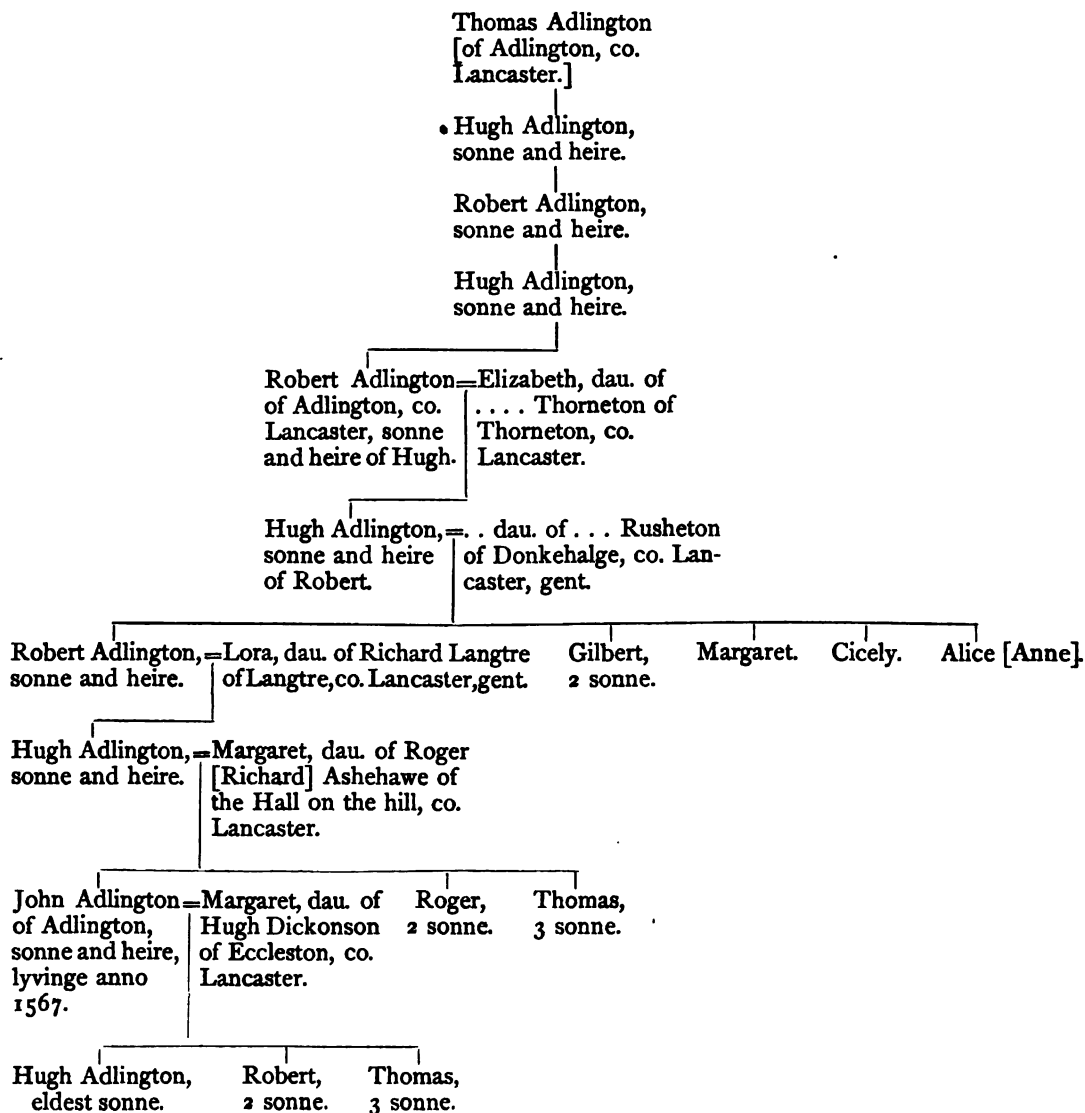 Thomas Adlington
[of Adlington, co.
Lancaster.]
Hugh Adlington,
sonne and heire.
Robert Adlington,
sonne and heire.
Hugh Adlington,
sonne and heire.
Robert Adlington=Elizabeth, dau. of
of Adlington, co. .... Thorneton of
Lancaster, sonne Thorneton, co.
and heire of Hugh. Lancaster.
Hugh Adlington,=.. dau. of ... Rusheton
sonne and heire of Donkehalge, co. Lan-
of Robert. caster, gent.
Robert Adlington,=Lora, dau. of Richard Langtre Gilbert, Margaret. Cicely. Alice [Anne].
sonne and heire. of Langtre, co. Lancaster, gent. 2 sonne.
Hugh Adlington,=Margaret, dau. of Roger
sonne and heire. [Richard] Ashehawe of
the Hall on the hill, co.
Lancaster.
John Adlington=Margaret, dau. of Roger, Thomas,
of Adlington, Hugh Dickonson 2 sonne. 3 sonne.
sonne and heire, of Eccleston, co.
lyvinge anno Lancaster.
1567.
Hugh Adlington, Robert, Thomas,
eldest sonne. 2 sonne. 3 sonne.